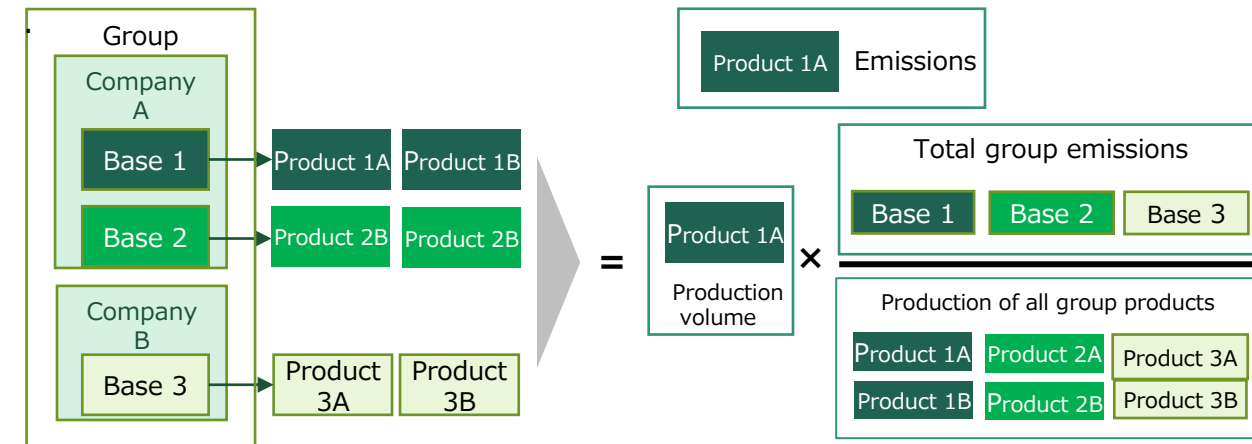 Group
Company
A
Base 1
Product 1A
Product 1B
Base 2
Product 2B
Product 2B
Company
B
Base 3
Product
3A
Product
3B
Product 1A
Emissions
=
Product 1A
Production
volume
×
Total group emissions
Base 1
Base 2
Base 3
Production of all group products
Product 1A
Product 2A
Product 3A
Product 1B
Product 2B
Product 3B